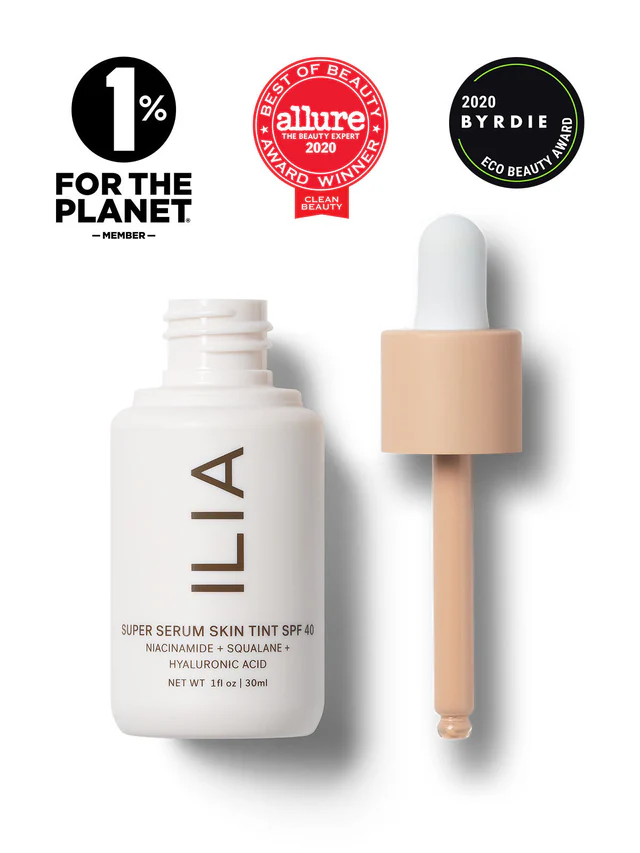 1%
FOR THE
PLANET®
— MEMBER —
BEST OF BEAUTY
allure
THE BEAUTY EXPERT
2020
AWARD WINNER
CLEAN
BEAUTY
2020
BYRDIE
ECO BEAUTY AWARD
ILIA
SUPER SERUM SKIN TINT SPF 40
NIACINAMIDE + SQUALANE +
HYALURONIC ACID
NET WT 1fl oz | 30ml